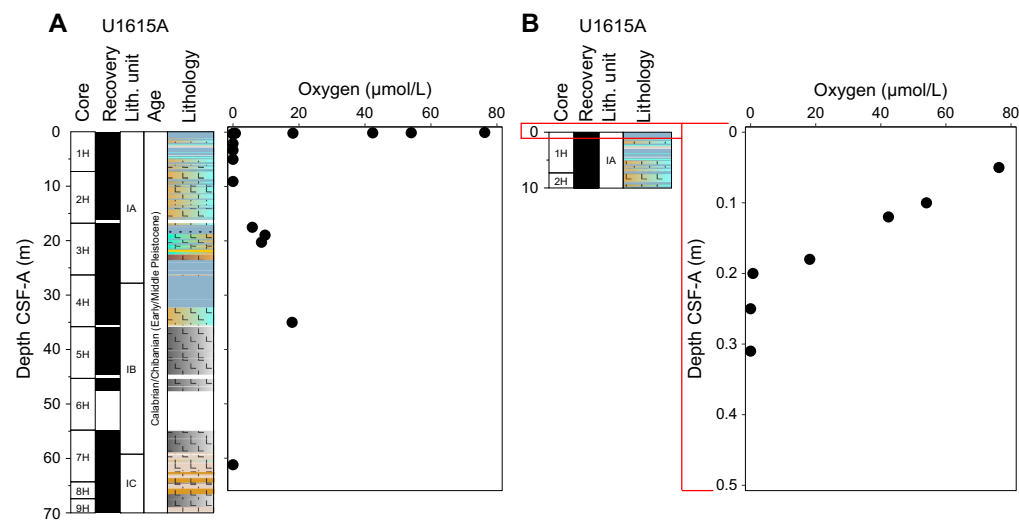 A
U1615A
Core
Recovery
Lith. unit
Age
Lithology
Oxygen (µmol/L)
0 20 40 60 80
Depth CSF-A (m)
0
10
20
30
40
50
60
70
1H
2H
3H
4H
5H
6H
7H
8H
9H
IA
IB
IC
Calabrian/Chibanian (Early/Middle Pleistocene)
B
U1615A
Core
Recovery
Lith. unit
Lithology
Oxygen (µmol/L)
0 20 40 60 80
0
10
1H
2H
IA
Depth CSF-A (m)
0
0.1
0.2
0.3
0.4
0.5